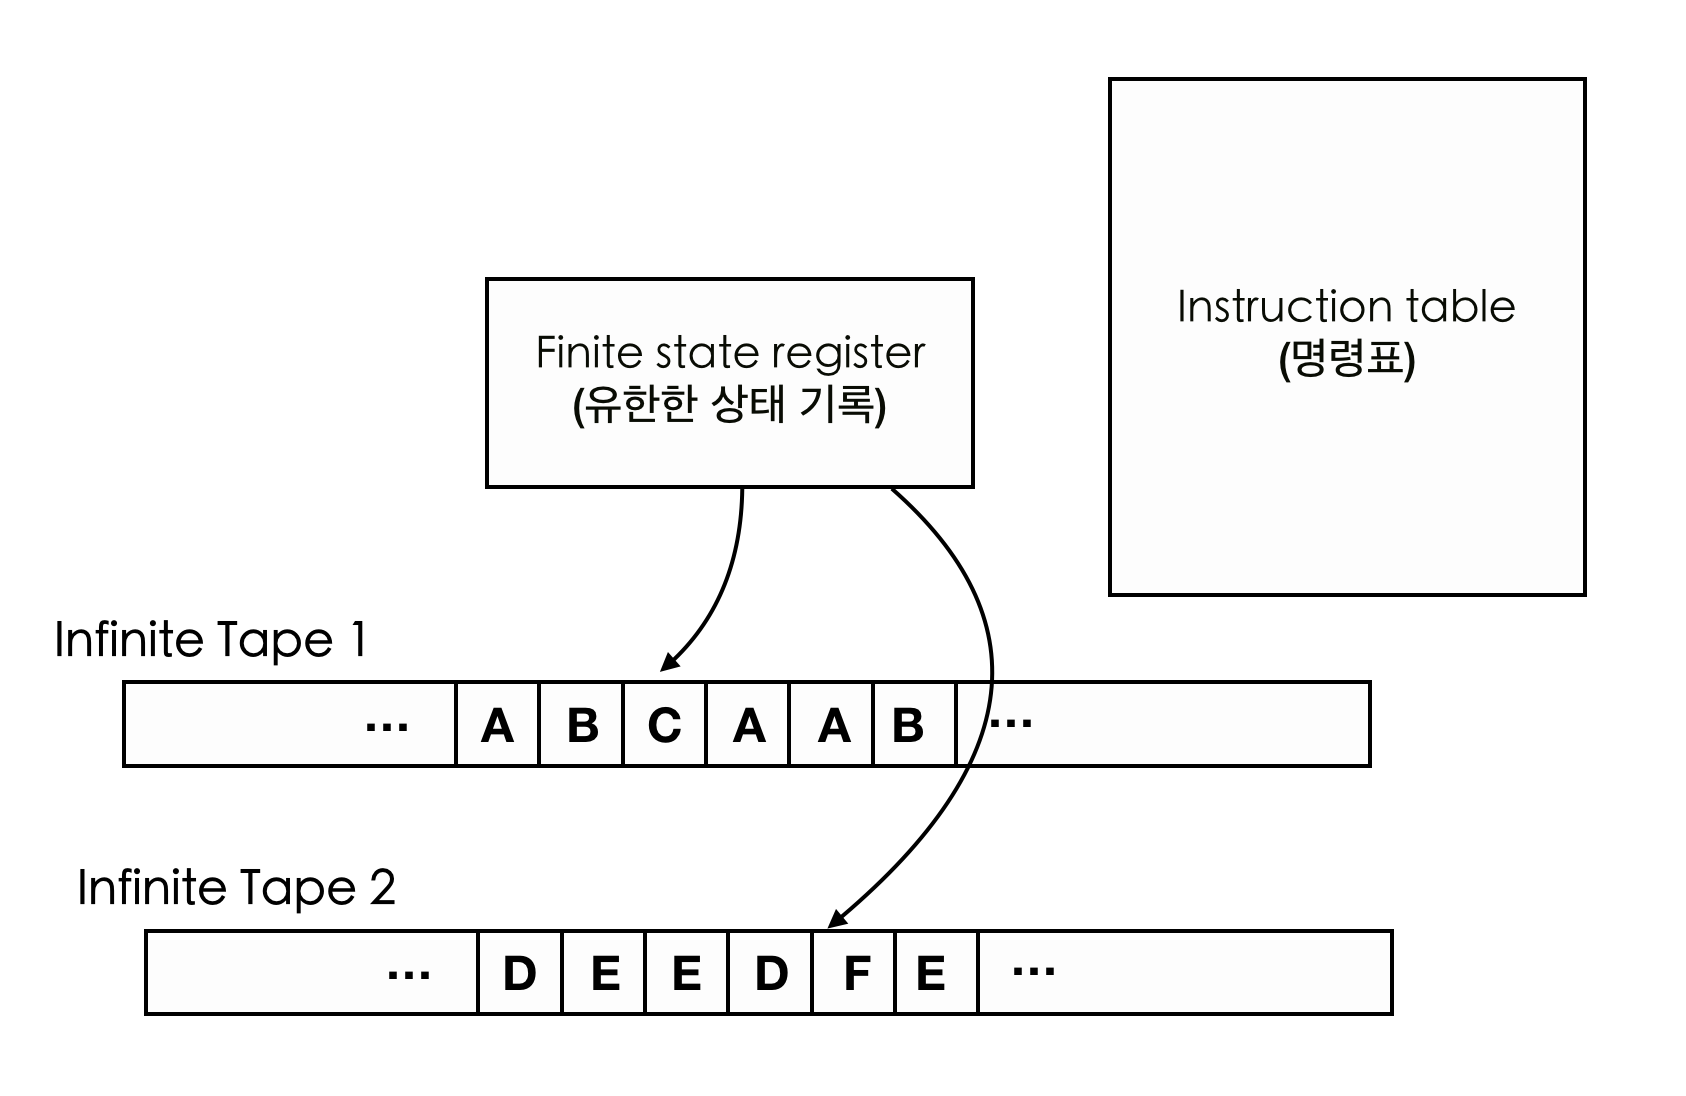 Instruction table
(명령표)
Finite state register
(유한한 상태 기록)
Infinite Tape 1
... A B C A A B ...
Infinite Tape 2
... D E E D F E ...